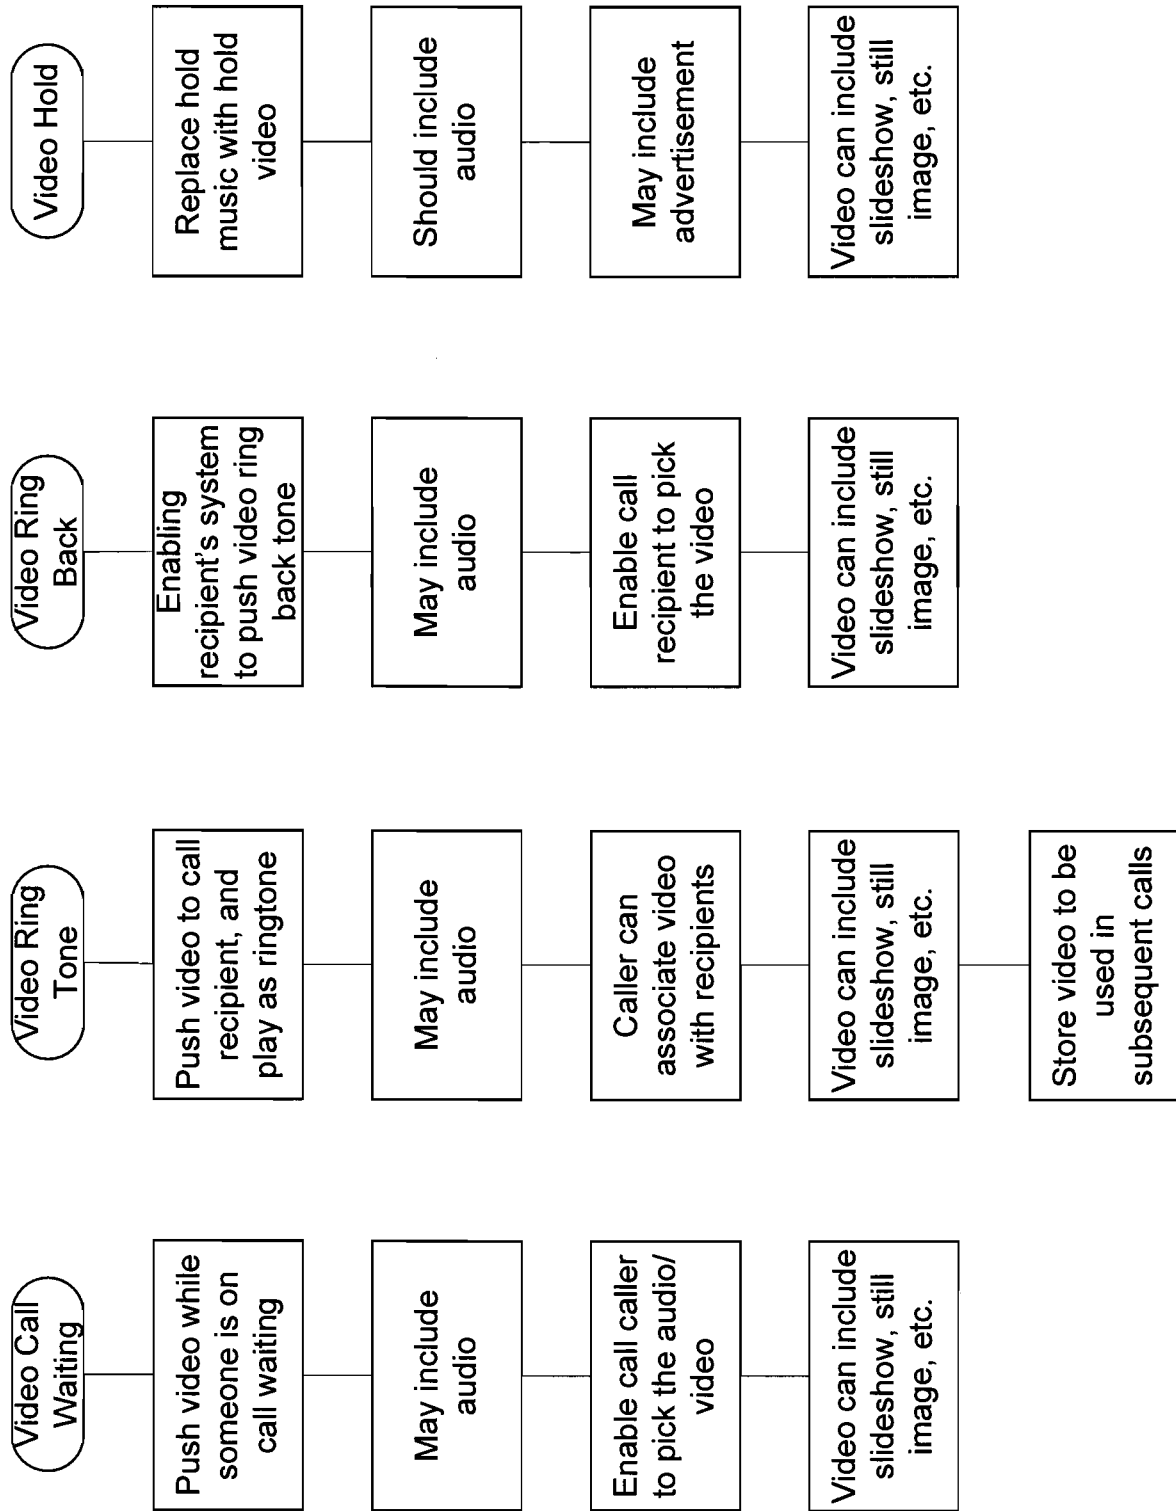 Video Call
Waiting
Push video while
someone is on
call waiting
May include
audio
Enable call caller
to pick the audio/
video
Video can include
slideshow, still
image, etc.
Video Ring
Tone
Push video to call
recipient, and
play as ringtone
May include
audio
Caller can
associate video
with recipients
Video can include
slideshow, still
image, etc.
Store video to be
used in
subsequent calls
Video Ring
Back
Enabling
recipient's system
to push video ring
back tone
May include
audio
Enable call
recipient to pick
the video
Video can include
slideshow, still
image, etc.
Video Hold
Replace hold
music with hold
video
Should include
audio
May include
advertisement
Video can include
slideshow, still
image, etc.